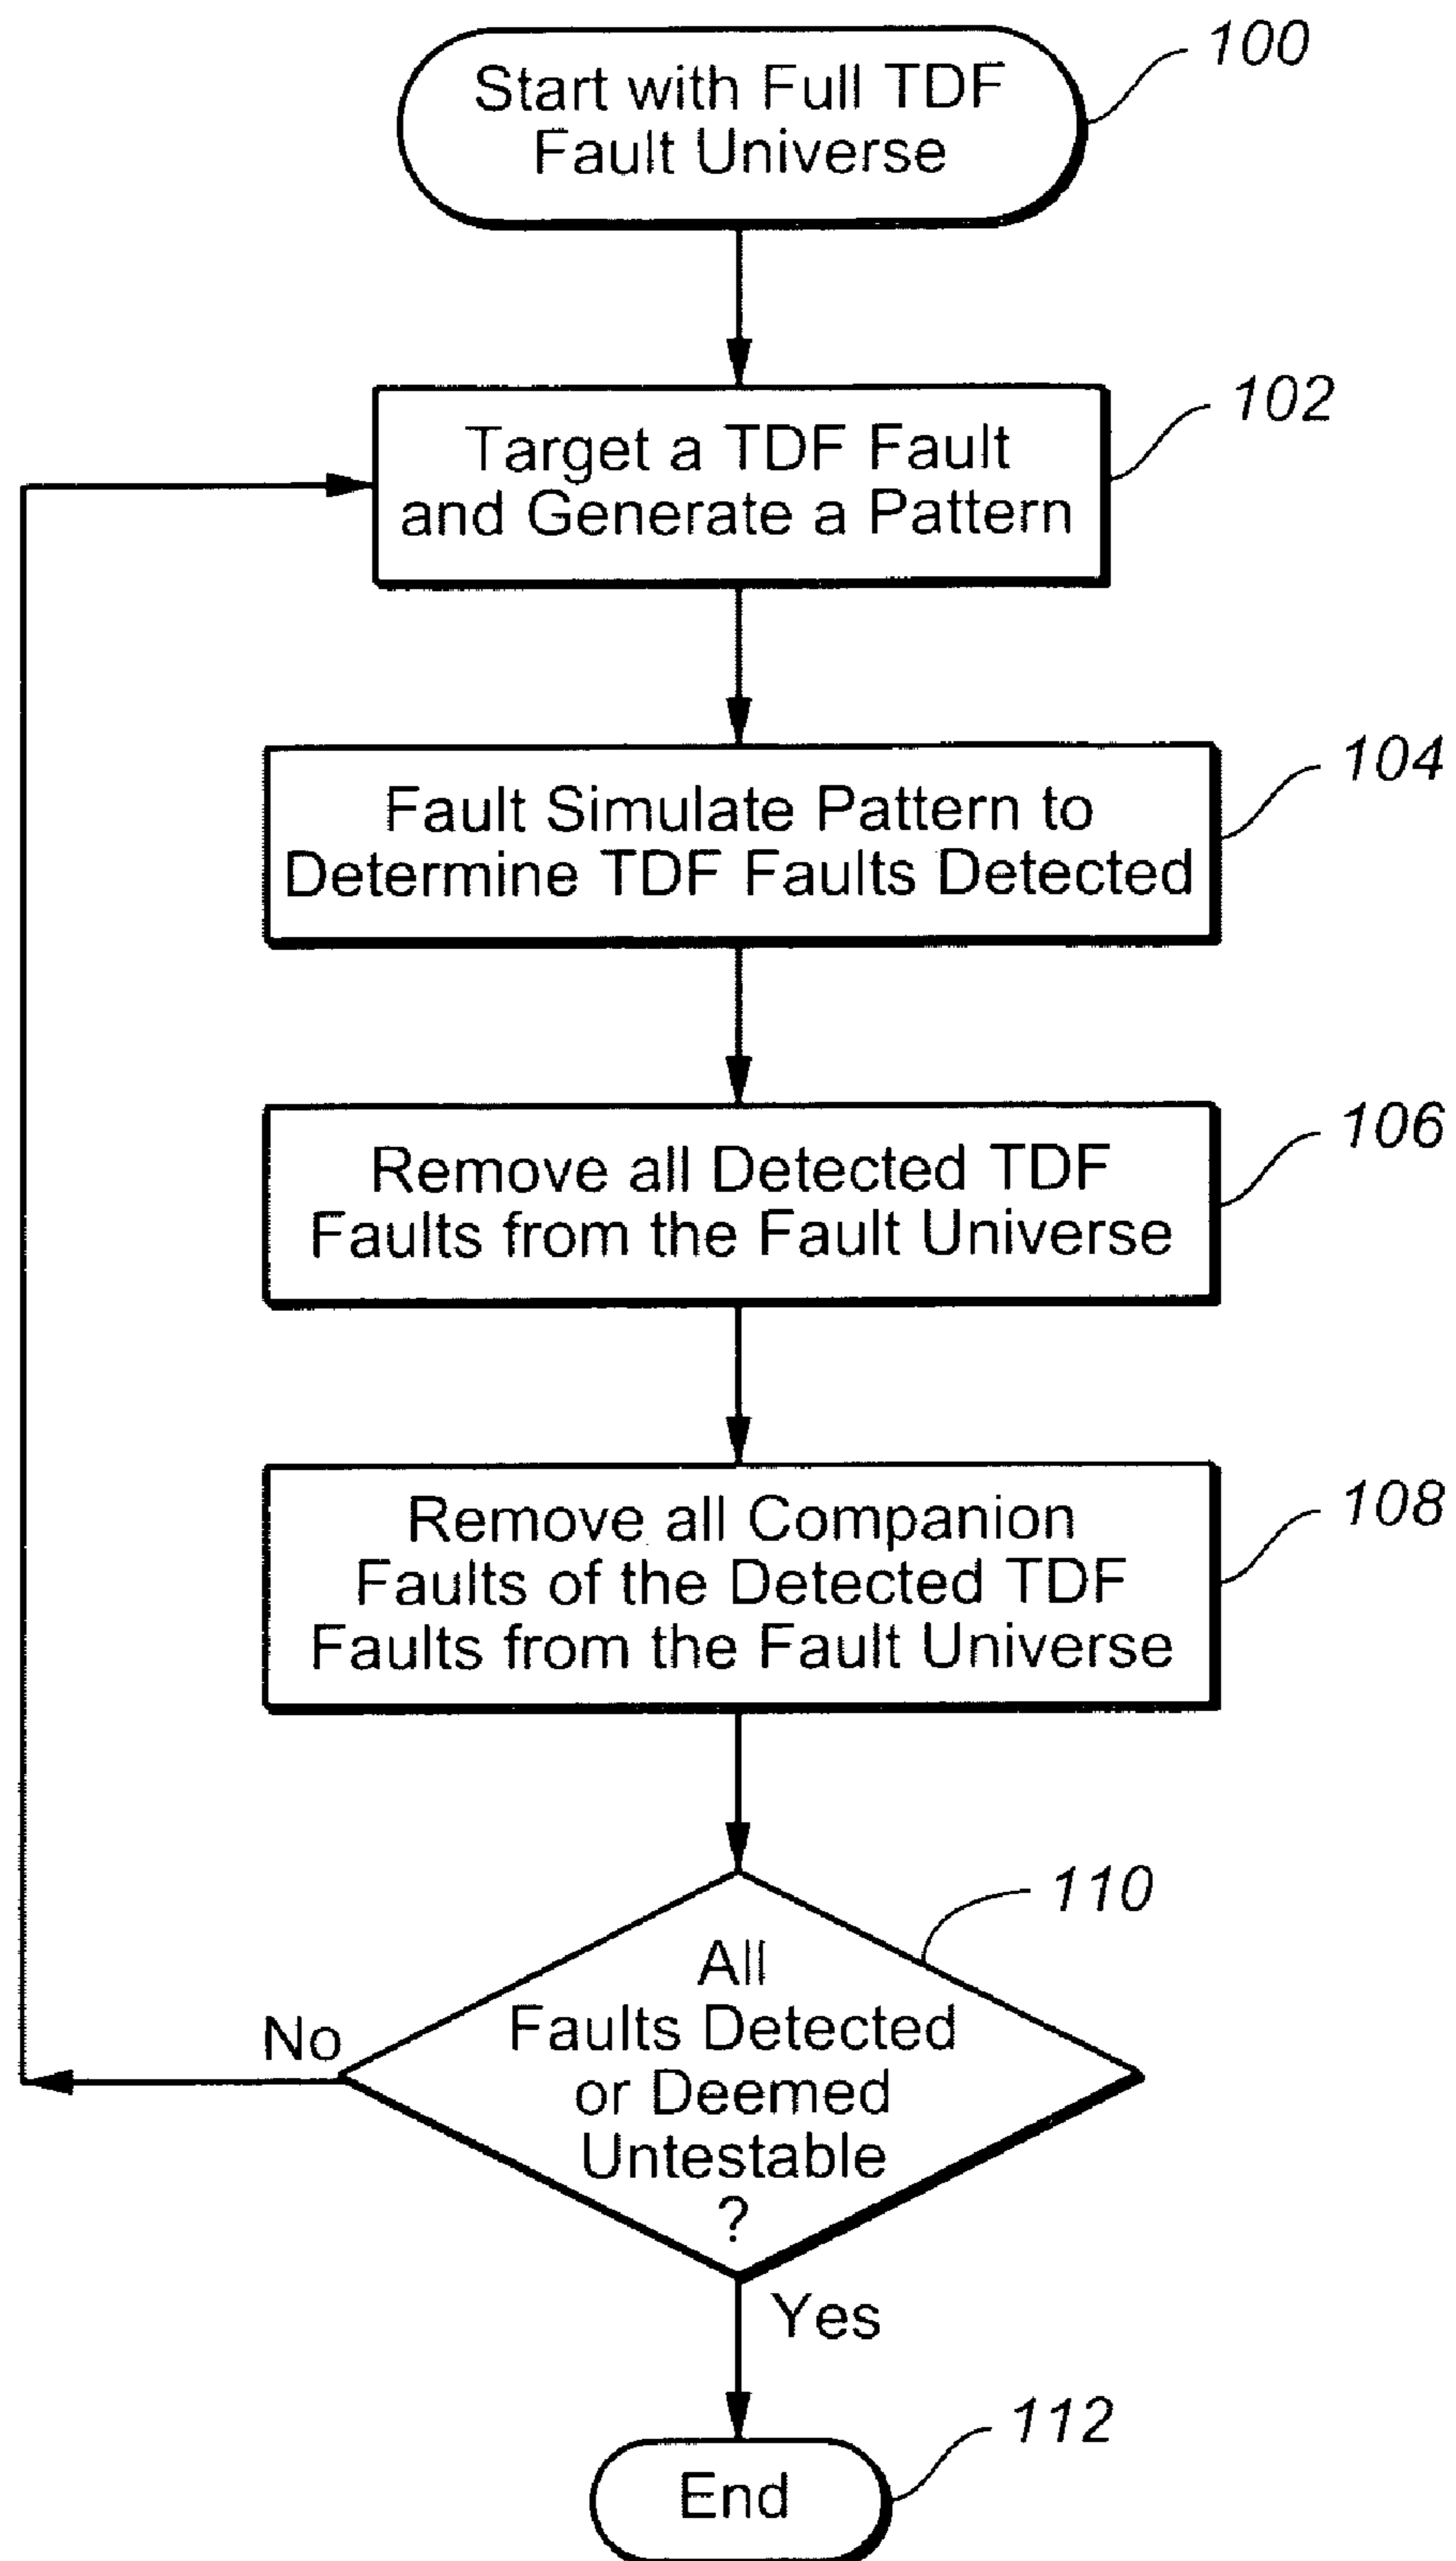 100
Start with Full TDF
Fault Universe
102
Target a TDF Fault
and Generate a Pattern
104
Fault Simulate Pattern to
Determine TDF Faults Detected
106
Remove all Detected TDF
Faults from the Fault Universe
108
Remove all Companion
Faults of the Detected TDF
Faults from the Fault Universe
110
All
Faults Detected
or Deemed
Untestable
?
No
Yes
112
End